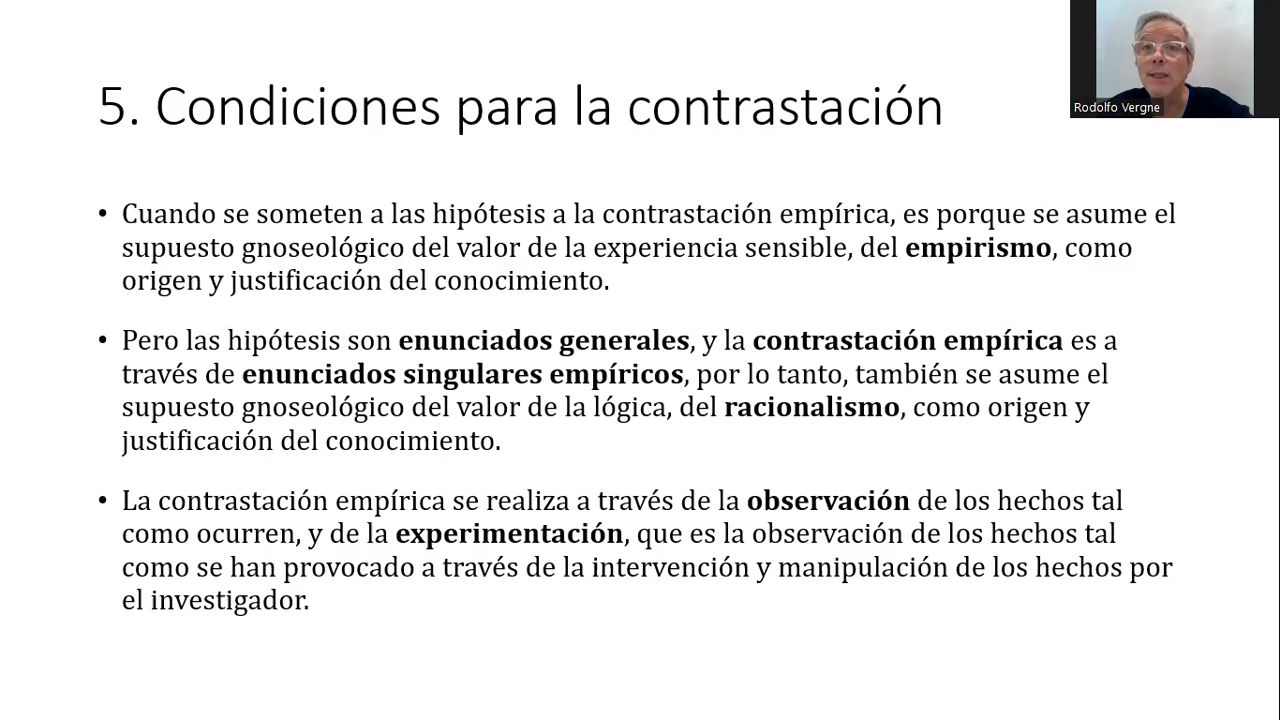 5. Condiciones para la contrastación
Rodolfo Vergne
• Cuando se someten a las hipótesis a la contrastación empírica, es porque se asume el
supuesto gnoseológico del valor de la experiencia sensible, del empirismo, como
origen y justificación del conocimiento.
• Pero las hipótesis son enunciados generales, y la contrastación empírica es a
través de enunciados singulares empíricos, por lo tanto, también se asume el
supuesto gnoseológico del valor de la lógica, del racionalismo, como origen y
justificación del conocimiento.
• La contrastación empírica se realiza a través de la observación de los hechos tal
como ocurren, y de la experimentación, que es la observación de los hechos tal
como se han provocado a través de la intervención y manipulación de los hechos por
el investigador.